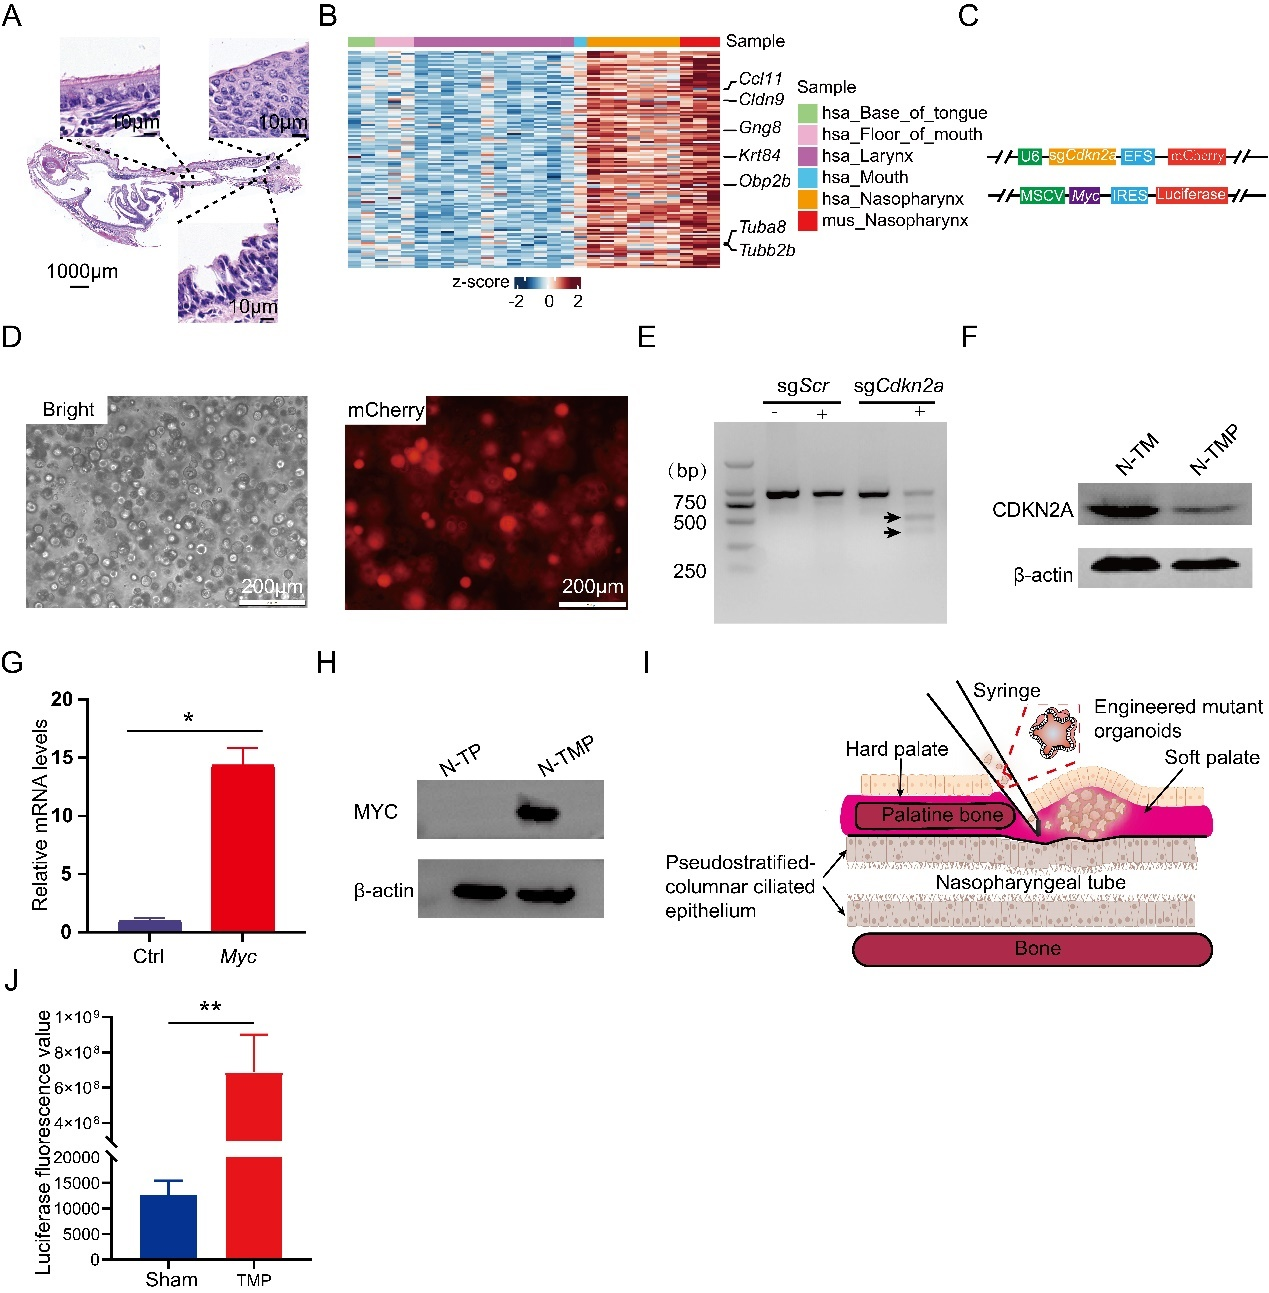 A
10μm
10μm
10μm
1000μm
B
Sample
Ccl11
Cldn9
Gng8
Krt84
Obp2b
Tuba8
Tubb2b
z-score
-2 0 2
Sample
hsa_Base_of_tongue
hsa_Floor_of_mouth
hsa_Larynx
hsa_Mouth
hsa_Nasopharynx
mus_Nasopharynx
C
U6 sgCdkn2a EFS mCherry
MSCV Myc IRES Luciferase
D
Bright
200μm
mCherry
200μm
E
sgScr sgCdkn2a
- + +
(bp)
750
500
250
F
N-TM N-TMP
CDKN2A
β-actin
G
Relative mRNA levels
20
15
10
5
0
*
Ctrl Myc
H
N-TP N-TMP
MYC
β-actin
I
Syringe
Engineered mutant
organoids
Hard palate
Soft palate
Palatine bone
Pseudostratified-
columnar ciliated
epithelium
Nasopharyngeal tube
Bone
J
Luciferase fluorescence value
1×10⁹
8×10⁸
6×10⁸
4×10⁸
20000
15000
10000
5000
0
**
Sham TMP